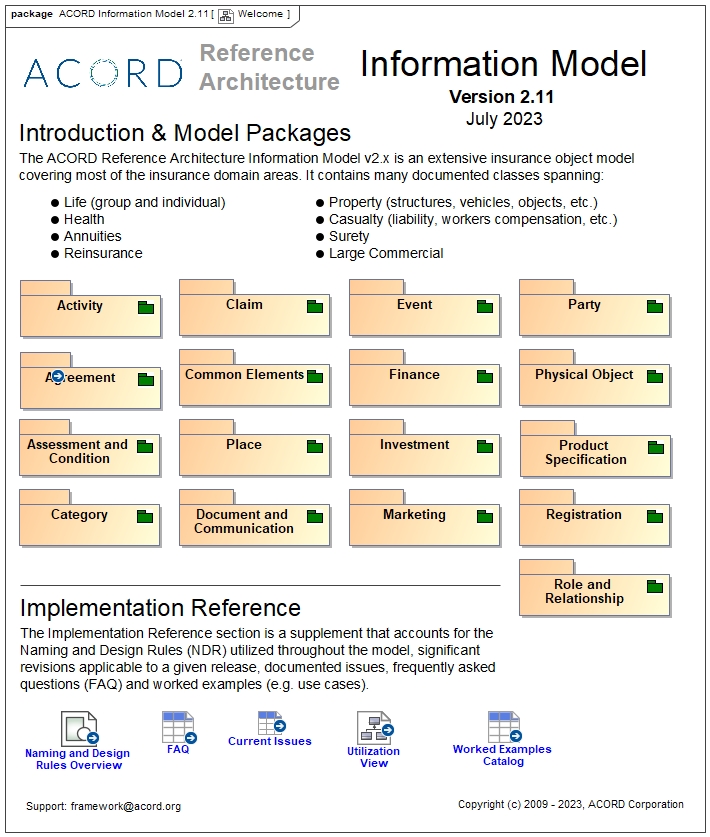 package ACORD Information Model 2.11 [ Welcome ]
ACORD
Reference
Architecture
Information Model
Version 2.11
July 2023
Introduction & Model Packages
The ACORD Reference Architecture Information Model v2.x is an extensive insurance object model
covering most of the insurance domain areas. It contains many documented classes spanning:
● Life (group and individual)
● Health
● Annuities
● Reinsurance
● Property (structures, vehicles, objects, etc.)
● Casualty (liability, workers compensation, etc.)
● Surety
● Large Commercial
Activity
Claim
Event
Party
Agreement
Common Elements
Finance
Physical Object
Assessment and
Condition
Place
Investment
Product
Specification
Category
Document and
Communication
Marketing
Registration
Role and
Relationship
Implementation Reference
The Implementation Reference section is a supplement that accounts for the
Naming and Design Rules (NDR) utilized throughout the model, significant
revisions applicable to a given release, documented issues, frequently asked
questions (FAQ) and worked examples (e.g. use cases).
Naming and Design
Rules Overview
FAQ
Current Issues
Utilization
View
Worked Examples
Catalog
Support: framework@acord.org
Copyright (c) 2009 - 2023, ACORD Corporation